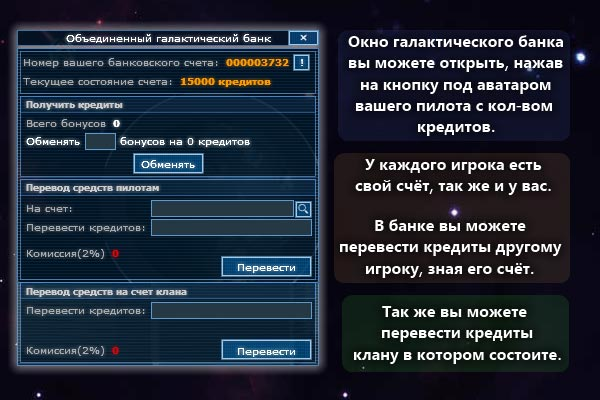 Объединенный галактический банк
Номер вашего банковского счета: 000003732 !
Текущее состояние счета: 15000 кредитов
Получить кредиты
Всего бонусов 0
Обменять бонусов на 0 кредитов
Обменять
Перевод средств пилотам
На счет:
Перевести кредитов:
Комиссия(2%) 0
Перевести
Перевод средств на счет клана
Перевести кредитов:
Комиссия(2%) 0
Перевести
Окно галактического банка
вы можете открыть, нажав
на кнопку под аватаром
вашего пилота с кол-вом
кредитов.
У каждого игрока есть
свой счёт, так же и у вас.
В банке вы можете
перевести кредиты другому
игроку, зная его счёт.
Так же вы можете
перевести кредиты
клану в котором состоите.